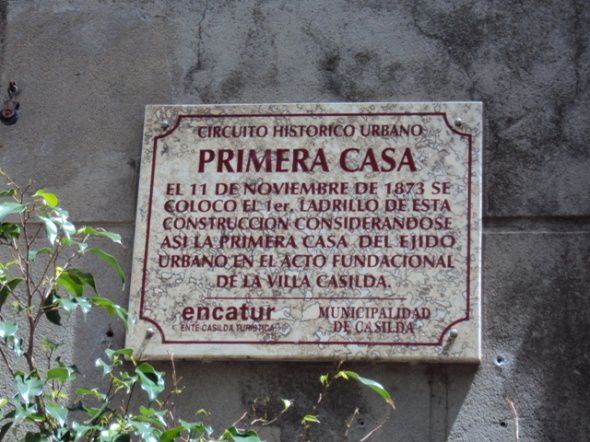 CIRCUITO HISTORICO URBANO
PRIMERA CASA
EL 11 DE NOVIEMBRE DE 1873 SE
COLOCO EL 1er. LADRILLO DE ESTA
CONSTRUCCION CONSIDERANDOSE
ASI LA PRIMERA CASA DEL EJIDO
URBANO EN EL ACTO FUNDACIONAL
DE LA VILLA CASILDA.
encatur
ENTE CASILDA TURÍSTICA
MUNICIPALIDAD
DE CASILDA